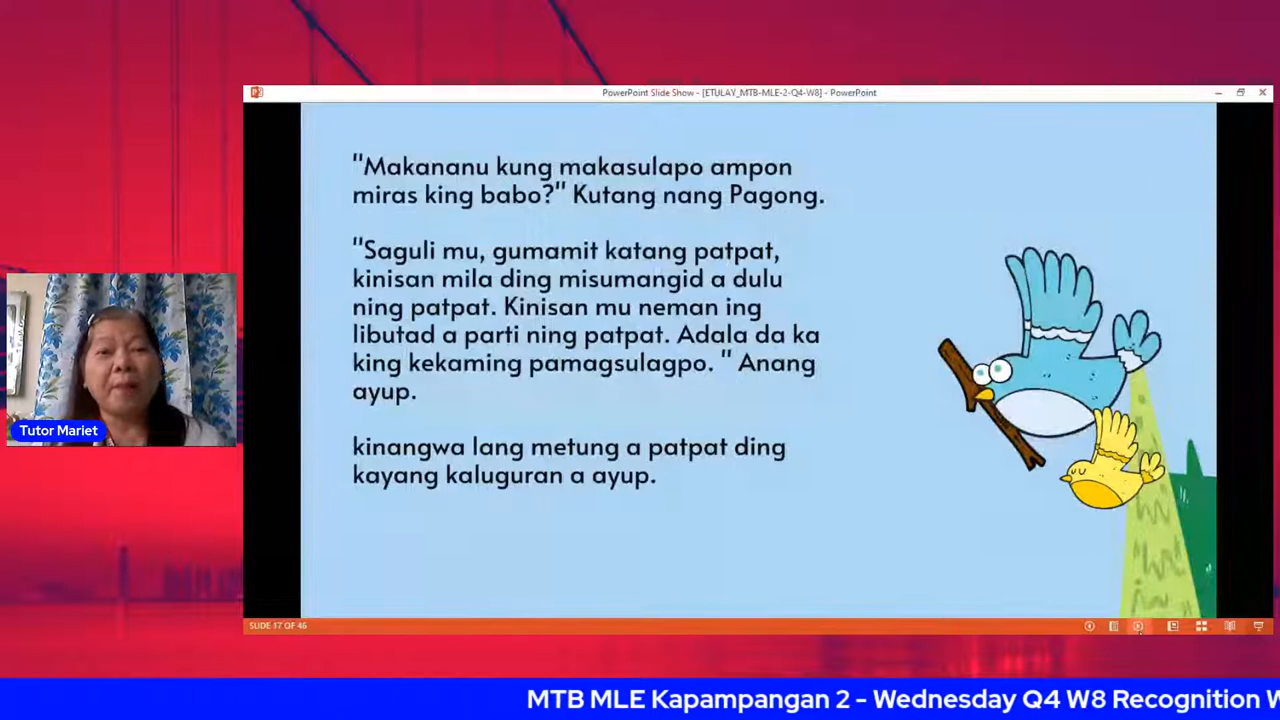 PowerPoint Slide Show - [ETULAY_MTB-MLE-2-Q4-W8] - PowerPoint
"Makananu kung makasulapo ampon
miras king babo?" Kutang nang Pagong.
"Saguli mu, gumamit katang patpat,
kinisan mila ding misumangid a dulu
ning patpat. Kinisan mu neman ing
libutad a parti ning patpat. Adala da ka
king kekaming pamagsulagpo. " Anang
ayup.
kinangwa lang metung a patpat ding
kayang kaluguran a ayup.
Tutor Mariet
SLIDE 17 OF 46
MTB MLE Kapampangan 2 - Wednesday Q4 W8 Recognition W